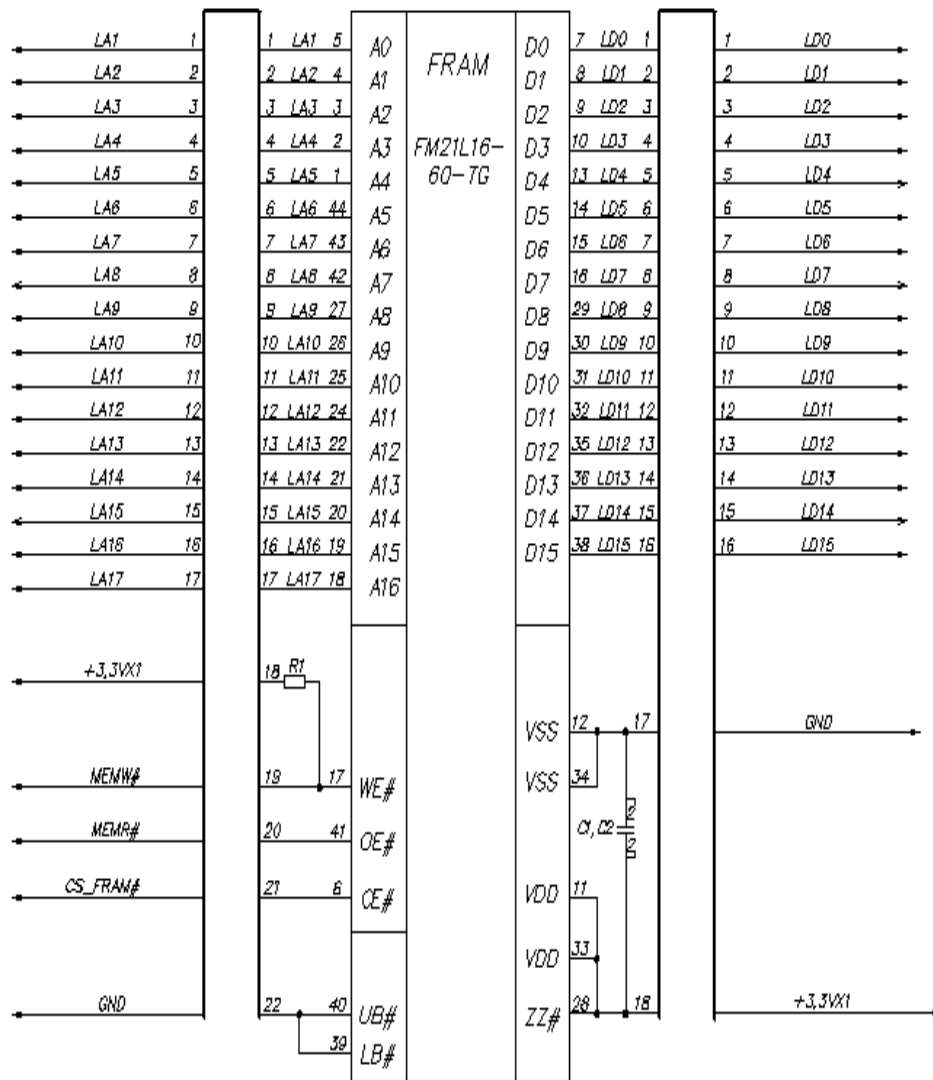 LA1 1 1 LA1 5 A0 FRAM D0 7 LD0 1 1 LD0
LA2 2 2 LA2 4 A1 D1 8 LD1 2 2 LD1
LA3 3 3 LA3 3 A2 D2 9 LD2 3 3 LD2
LA4 4 4 LA4 2 A3 FM21L16- D3 10 LD3 4 4 LD3
LA5 5 5 LA5 1 A4 60-TG D4 13 LD4 5 5 LD4
LA6 6 6 LA6 44 A5 D5 14 LD5 6 6 LD5
LA7 7 7 LA7 43 A6 D6 15 LD6 7 7 LD6
LA8 8 8 LA8 42 A7 D7 16 LD7 8 8 LD7
LA9 9 9 LA9 27 A8 D8 29 LD8 9 9 LD8
LA10 10 10 LA10 26 A9 D9 30 LD9 10 10 LD9
LA11 11 11 LA11 25 A10 D10 31 LD10 11 11 LD10
LA12 12 12 LA12 24 A11 D11 32 LD11 12 12 LD11
LA13 13 13 LA13 22 A12 D12 35 LD12 13 13 LD12
LA14 14 14 LA14 21 A13 D13 36 LD13 14 14 LD13
LA15 15 15 LA15 20 A14 D14 37 LD14 15 15 LD14
LA16 16 16 LA16 19 A15 D15 38 LD15 16 16 LD15
LA17 17 17 LA17 18 A16
+3,3VX1 18 R1
VSS 12 17 GND
MEMW# 19 17 WE# VSS 34
2
MEMR# 20 41 OE# C1,C2 2
CS_FRAM# 21 6 CE# VDD 11
VDD 33
GND 22 40 UB# ZZ# 28 18 +3,3VX1
39 LB#